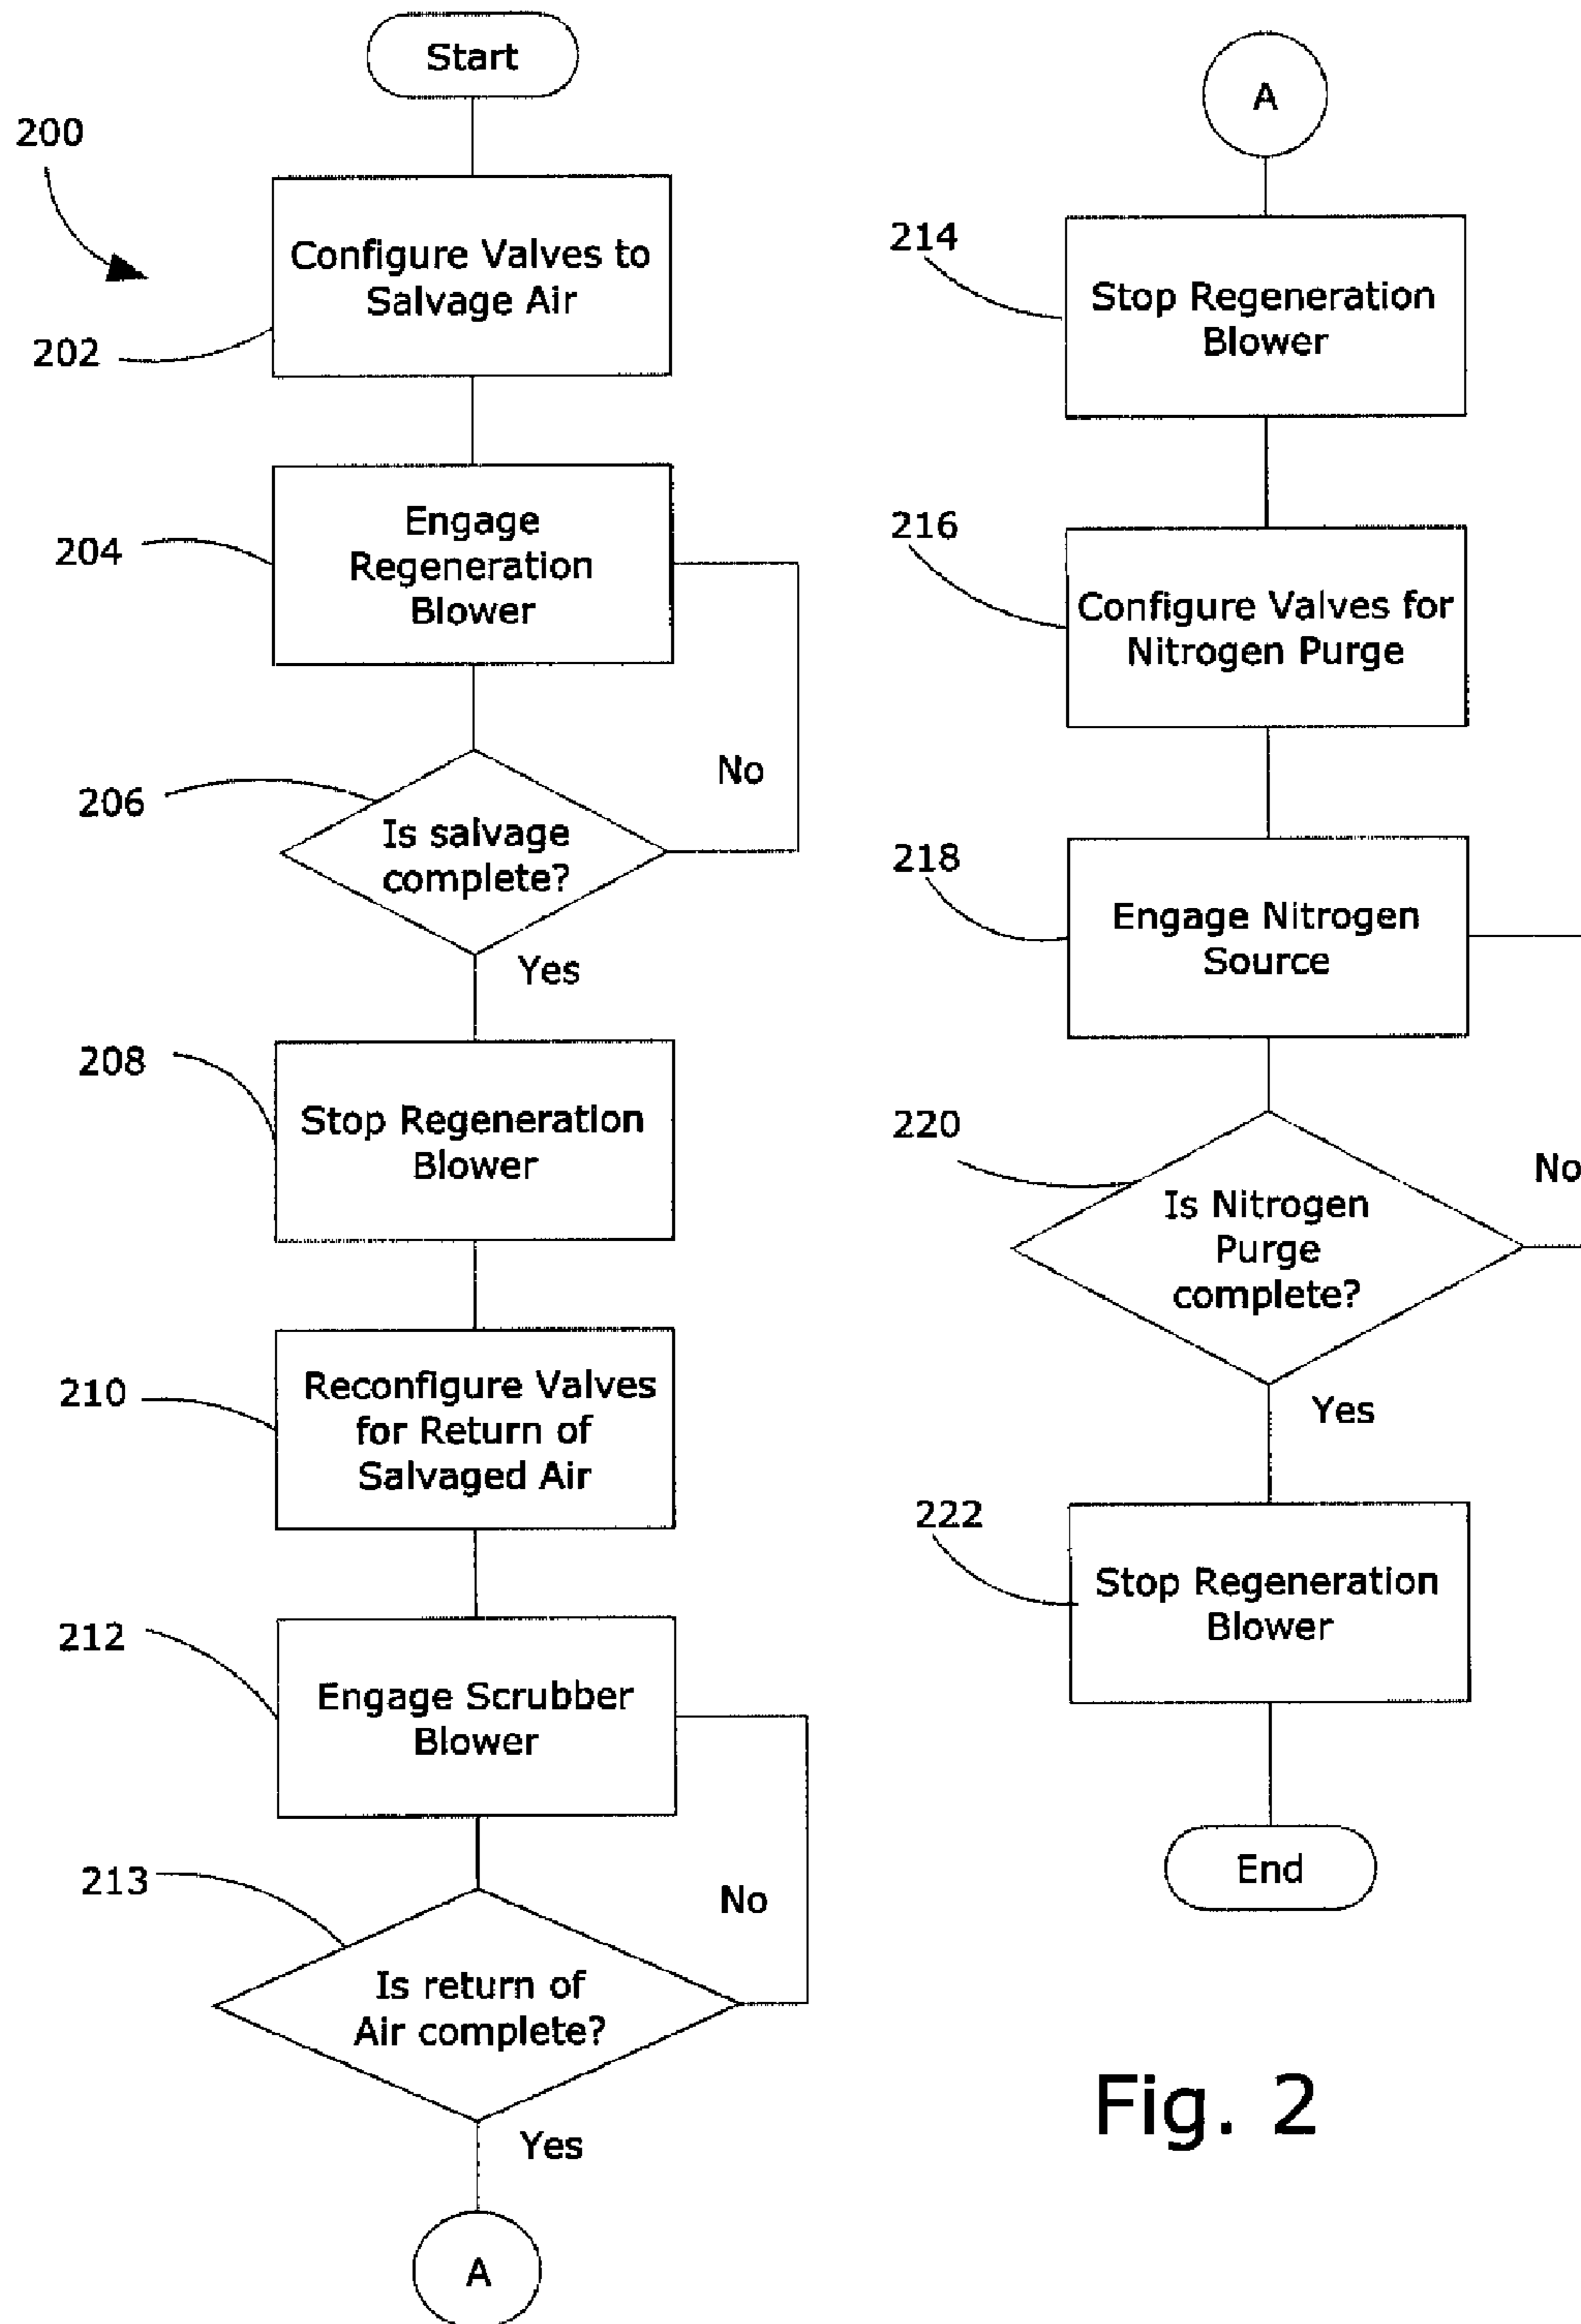 Start
200
Configure Valves to
Salvage Air
202
Engage
Regeneration
Blower
204
No
206
Is salvage
complete?
Yes
208
Stop Regeneration
Blower
210
Reconfigure Valves
for Return of
Salvaged Air
212
Engage Scrubber
Blower
213
No
Is return of
Air complete?
Yes
A
A
214
Stop Regeneration
Blower
216
Configure Valves for
Nitrogen Purge
218
Engage Nitrogen
Source
220
No
Is Nitrogen
Purge
complete?
Yes
222
Stop Regeneration
Blower
End
Fig. 2